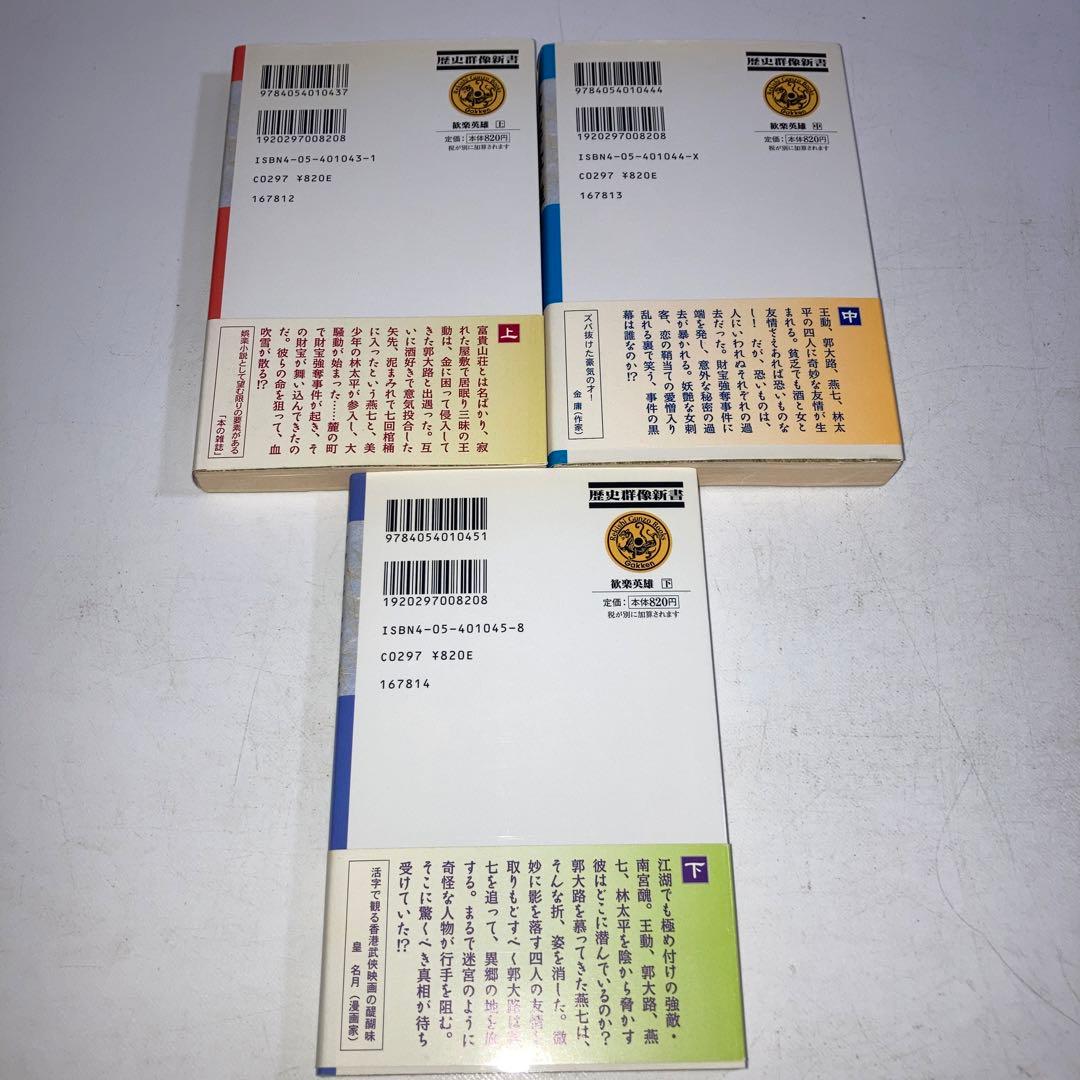 9784054010437
1920297008208
ISBN4-05-401043-1
C0297 ¥820E
167812
歴史群像新書
Rekishi Gunzo Books
Gakken
歓楽英雄 上
定価：本体820円
税が別に加算されます
上
富貴山荘とは名ばかり、寂
れた屋敷で居眠り三昧の王
動は、金に困って侵入して
きた郭大路と出遇った。互
いに酒好きで意気投合した
矢先、泥まみれで七回棺桶
に入ったという燕七と、美
少年の林太平が参入し、大
騒動が始まった……麓の町
で財宝強奪事件が起き、そ
の財宝が舞い込んできたの
だ。彼らの命を狙って、血
吹雪が散る!?
娯楽小説として望む限りの要素がある
「本の雑誌」
9784054010444
1920297008208
ISBN4-05-401044-X
C0297 ¥820E
167813
歴史群像新書
Rekishi Gunzo Books
Gakken
歓楽英雄 中
定価：本体820円
税が別に加算されます
中
王動、郭大路、燕七、林太
平の四人に奇妙な友情が生
まれる。貧乏でも酒と女と
友情さえあれば恐いものな
し！ だが、恐いものは、
人にいわれぬそれぞれの過
去だった。財宝強奪事件に
端を発し、意外な秘密の過
去が暴かれる。妖艶な女刺
客、恋の鞘当ての愛憎入り
乱れる裏で笑う、事件の黒
幕は誰なのか!?
ズバ抜けた豪気の才！
金庸（作家）
9784054010451
1920297008208
ISBN4-05-401045-8
C0297 ¥820E
167814
歴史群像新書
Rekishi Gunzo Books
Gakken
歓楽英雄 下
定価：本体820円
税が別に加算されます
下
江湖でも極め付けの強敵・
南宮醜。王動、郭大路、燕
七、林太平を陰から脅かす
彼はどこに潜んでいるのか？
郭大路を慕ってきた燕七は、
そんな折、姿を消した。微
妙に影を落す四人の友情を
取りもどすべく郭大路は燕
七を追って、異郷の地を旅
する。まるで迷宮のように
奇怪な人物が行手を阻む。
そこに驚くべき真相が待ち
受けていた!?
活字で観る香港武侠映画の醍醐味
皇 名月（漫画家）